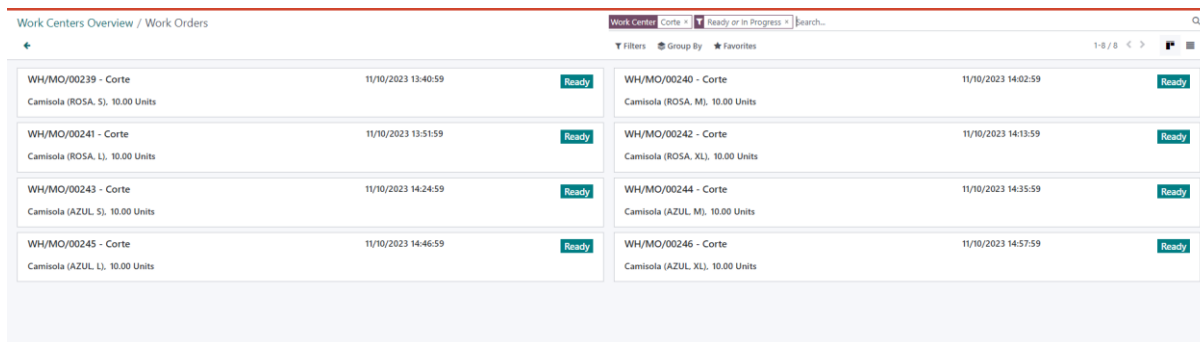 Work Centers Overview / Work Orders
Work Center Corte × Ready or In Progress × Search...
Filters Group By Favorites 1-8 / 8
WH/MO/00239 - Corte 11/10/2023 13:40:59 Ready
Camisola (ROSA, S), 10.00 Units
WH/MO/00240 - Corte 11/10/2023 14:02:59 Ready
Camisola (ROSA, M), 10.00 Units
WH/MO/00241 - Corte 11/10/2023 13:51:59 Ready
Camisola (ROSA, L), 10.00 Units
WH/MO/00242 - Corte 11/10/2023 14:13:59 Ready
Camisola (ROSA, XL), 10.00 Units
WH/MO/00243 - Corte 11/10/2023 14:24:59 Ready
Camisola (AZUL, S), 10.00 Units
WH/MO/00244 - Corte 11/10/2023 14:35:59 Ready
Camisola (AZUL, M), 10.00 Units
WH/MO/00245 - Corte 11/10/2023 14:46:59 Ready
Camisola (AZUL, L), 10.00 Units
WH/MO/00246 - Corte 11/10/2023 14:57:59 Ready
Camisola (AZUL, XL), 10.00 Units